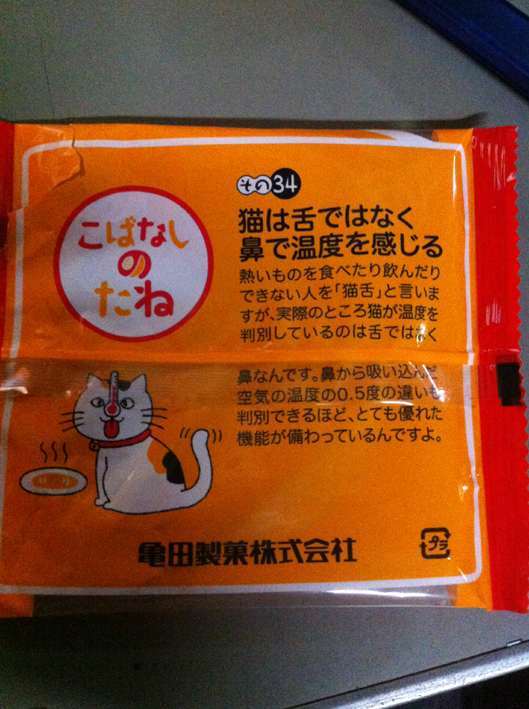 こばなし
の
たね
その34
猫は舌ではなく
鼻で温度を感じる
熱いものを食べたり飲んだり
できない人を「猫舌」と言いま
すが、実際のところ猫が温度を
判別しているのは舌ではなく
鼻なんです。鼻から吸い込んだ
空気の温度の0.5度の違いも
判別できるほど、とても優れた
機能が備わっているんですよ。
亀田製菓株式会社
プラ